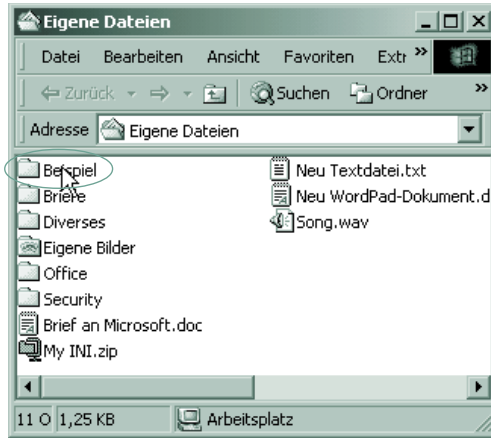 Eigene Dateien
Datei Bearbeiten Ansicht Favoriten Extr »
Zurück Suchen Ordner »
Adresse Eigene Dateien
Beispiel
Briefe
Diverses
Eigene Bilder
Office
Security
Brief an Microsoft.doc
My INI.zip
Neu Textdatei.txt
Neu WordPad-Dokument.d
Song.wav
11 O 1,25 KB Arbeitsplatz